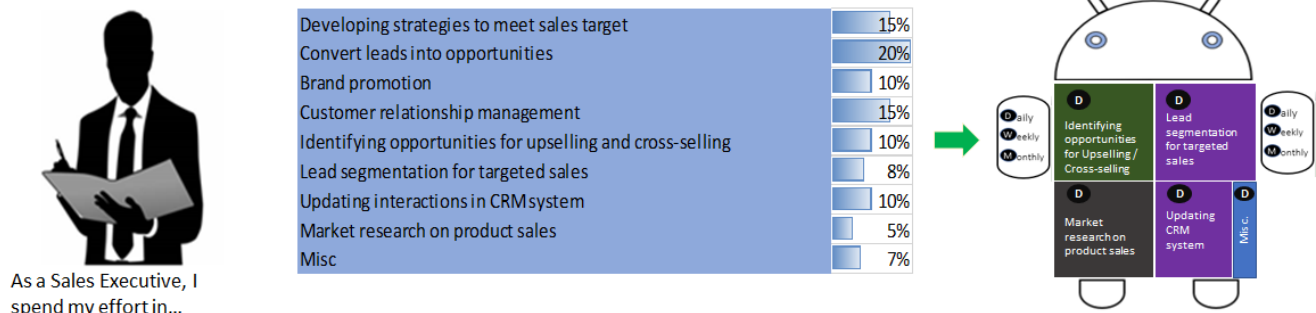 Developing strategies to meet sales target 15%
Convert leads into opportunities 20%
Brand promotion 10%
Customer relationship management 15%
Identifying opportunities for upselling and cross-selling 10%
Lead segmentation for targeted sales 8%
Updating interactions in CRM system 10%
Market research on product sales 5%
Misc 7%
As a Sales Executive, I
spend my effort in...
Daily
Weekly
Monthly
D
Identifying
opportunities
for Upselling /
Cross-selling
D
Lead
segmentation
for targeted
sales
D
Market
research on
product sales
D
Updating
CRM
system
D
Misc.
Daily
Weekly
Monthly